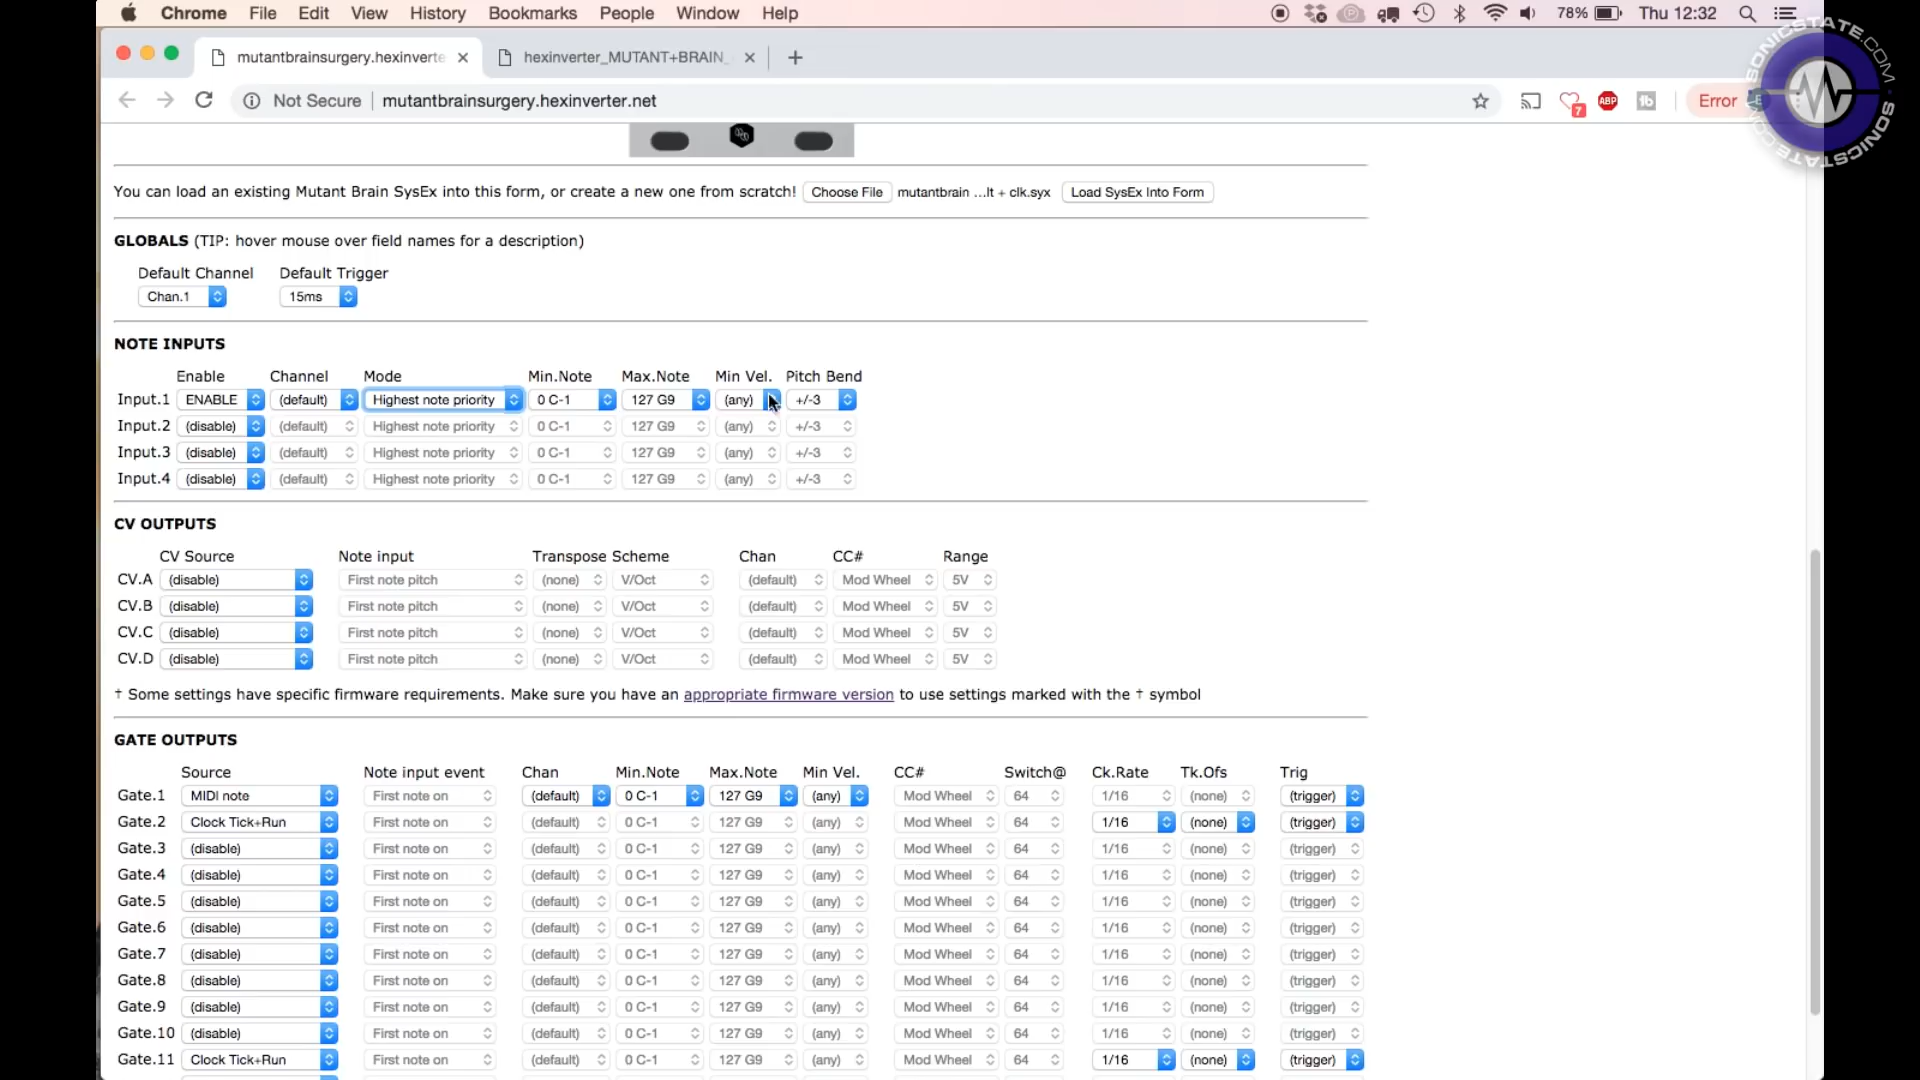 Chrome File Edit View History Bookmarks People Window Help 78% Thu 12:32
SONICSTATE.COM SONICSTATE.COM
mutantbrainsurgery.hexinverte hexinverter_MUTANT+BRAIN_
Not Secure mutantbrainsurgery.hexinverter.net 7 ABP Error
You can load an existing Mutant Brain SysEx into this form, or create a new one from scratch! Choose File mutantbrain ...lt + clk.syx Load SysEx Into Form
GLOBALS (TIP: hover mouse over field names for a description)
Default Channel Default Trigger
Chan.1 15ms
NOTE INPUTS
Enable Channel Mode Min.Note Max.Note Min Vel. Pitch Bend
Input.1 ENABLE (default) Highest note priority 0 C-1 127 G9 (any) +/-3
Input.2 (disable) (default) Highest note priority 0 C-1 127 G9 (any) +/-3
Input.3 (disable) (default) Highest note priority 0 C-1 127 G9 (any) +/-3
Input.4 (disable) (default) Highest note priority 0 C-1 127 G9 (any) +/-3
CV OUTPUTS
CV Source Note input Transpose Scheme Chan CC# Range
CV.A (disable) First note pitch (none) V/Oct (default) Mod Wheel 5V
CV.B (disable) First note pitch (none) V/Oct (default) Mod Wheel 5V
CV.C (disable) First note pitch (none) V/Oct (default) Mod Wheel 5V
CV.D (disable) First note pitch (none) V/Oct (default) Mod Wheel 5V
† Some settings have specific firmware requirements. Make sure you have an appropriate firmware version to use settings marked with the † symbol
GATE OUTPUTS
Source Note input event Chan Min.Note Max.Note Min Vel. CC# Switch@ Ck.Rate Tk.Ofs Trig
Gate.1 MIDI note First note on (default) 0 C-1 127 G9 (any) Mod Wheel 64 1/16 (none) (trigger)
Gate.2 Clock Tick+Run First note on (default) 0 C-1 127 G9 (any) Mod Wheel 64 1/16 (none) (trigger)
Gate.3 (disable) First note on (default) 0 C-1 127 G9 (any) Mod Wheel 64 1/16 (none) (trigger)
Gate.4 (disable) First note on (default) 0 C-1 127 G9 (any) Mod Wheel 64 1/16 (none) (trigger)
Gate.5 (disable) First note on (default) 0 C-1 127 G9 (any) Mod Wheel 64 1/16 (none) (trigger)
Gate.6 (disable) First note on (default) 0 C-1 127 G9 (any) Mod Wheel 64 1/16 (none) (trigger)
Gate.7 (disable) First note on (default) 0 C-1 127 G9 (any) Mod Wheel 64 1/16 (none) (trigger)
Gate.8 (disable) First note on (default) 0 C-1 127 G9 (any) Mod Wheel 64 1/16 (none) (trigger)
Gate.9 (disable) First note on (default) 0 C-1 127 G9 (any) Mod Wheel 64 1/16 (none) (trigger)
Gate.10 (disable) First note on (default) 0 C-1 127 G9 (any) Mod Wheel 64 1/16 (none) (trigger)
Gate.11 Clock Tick+Run First note on (default) 0 C-1 127 G9 (any) Mod Wheel 64 1/16 (none) (trigger)